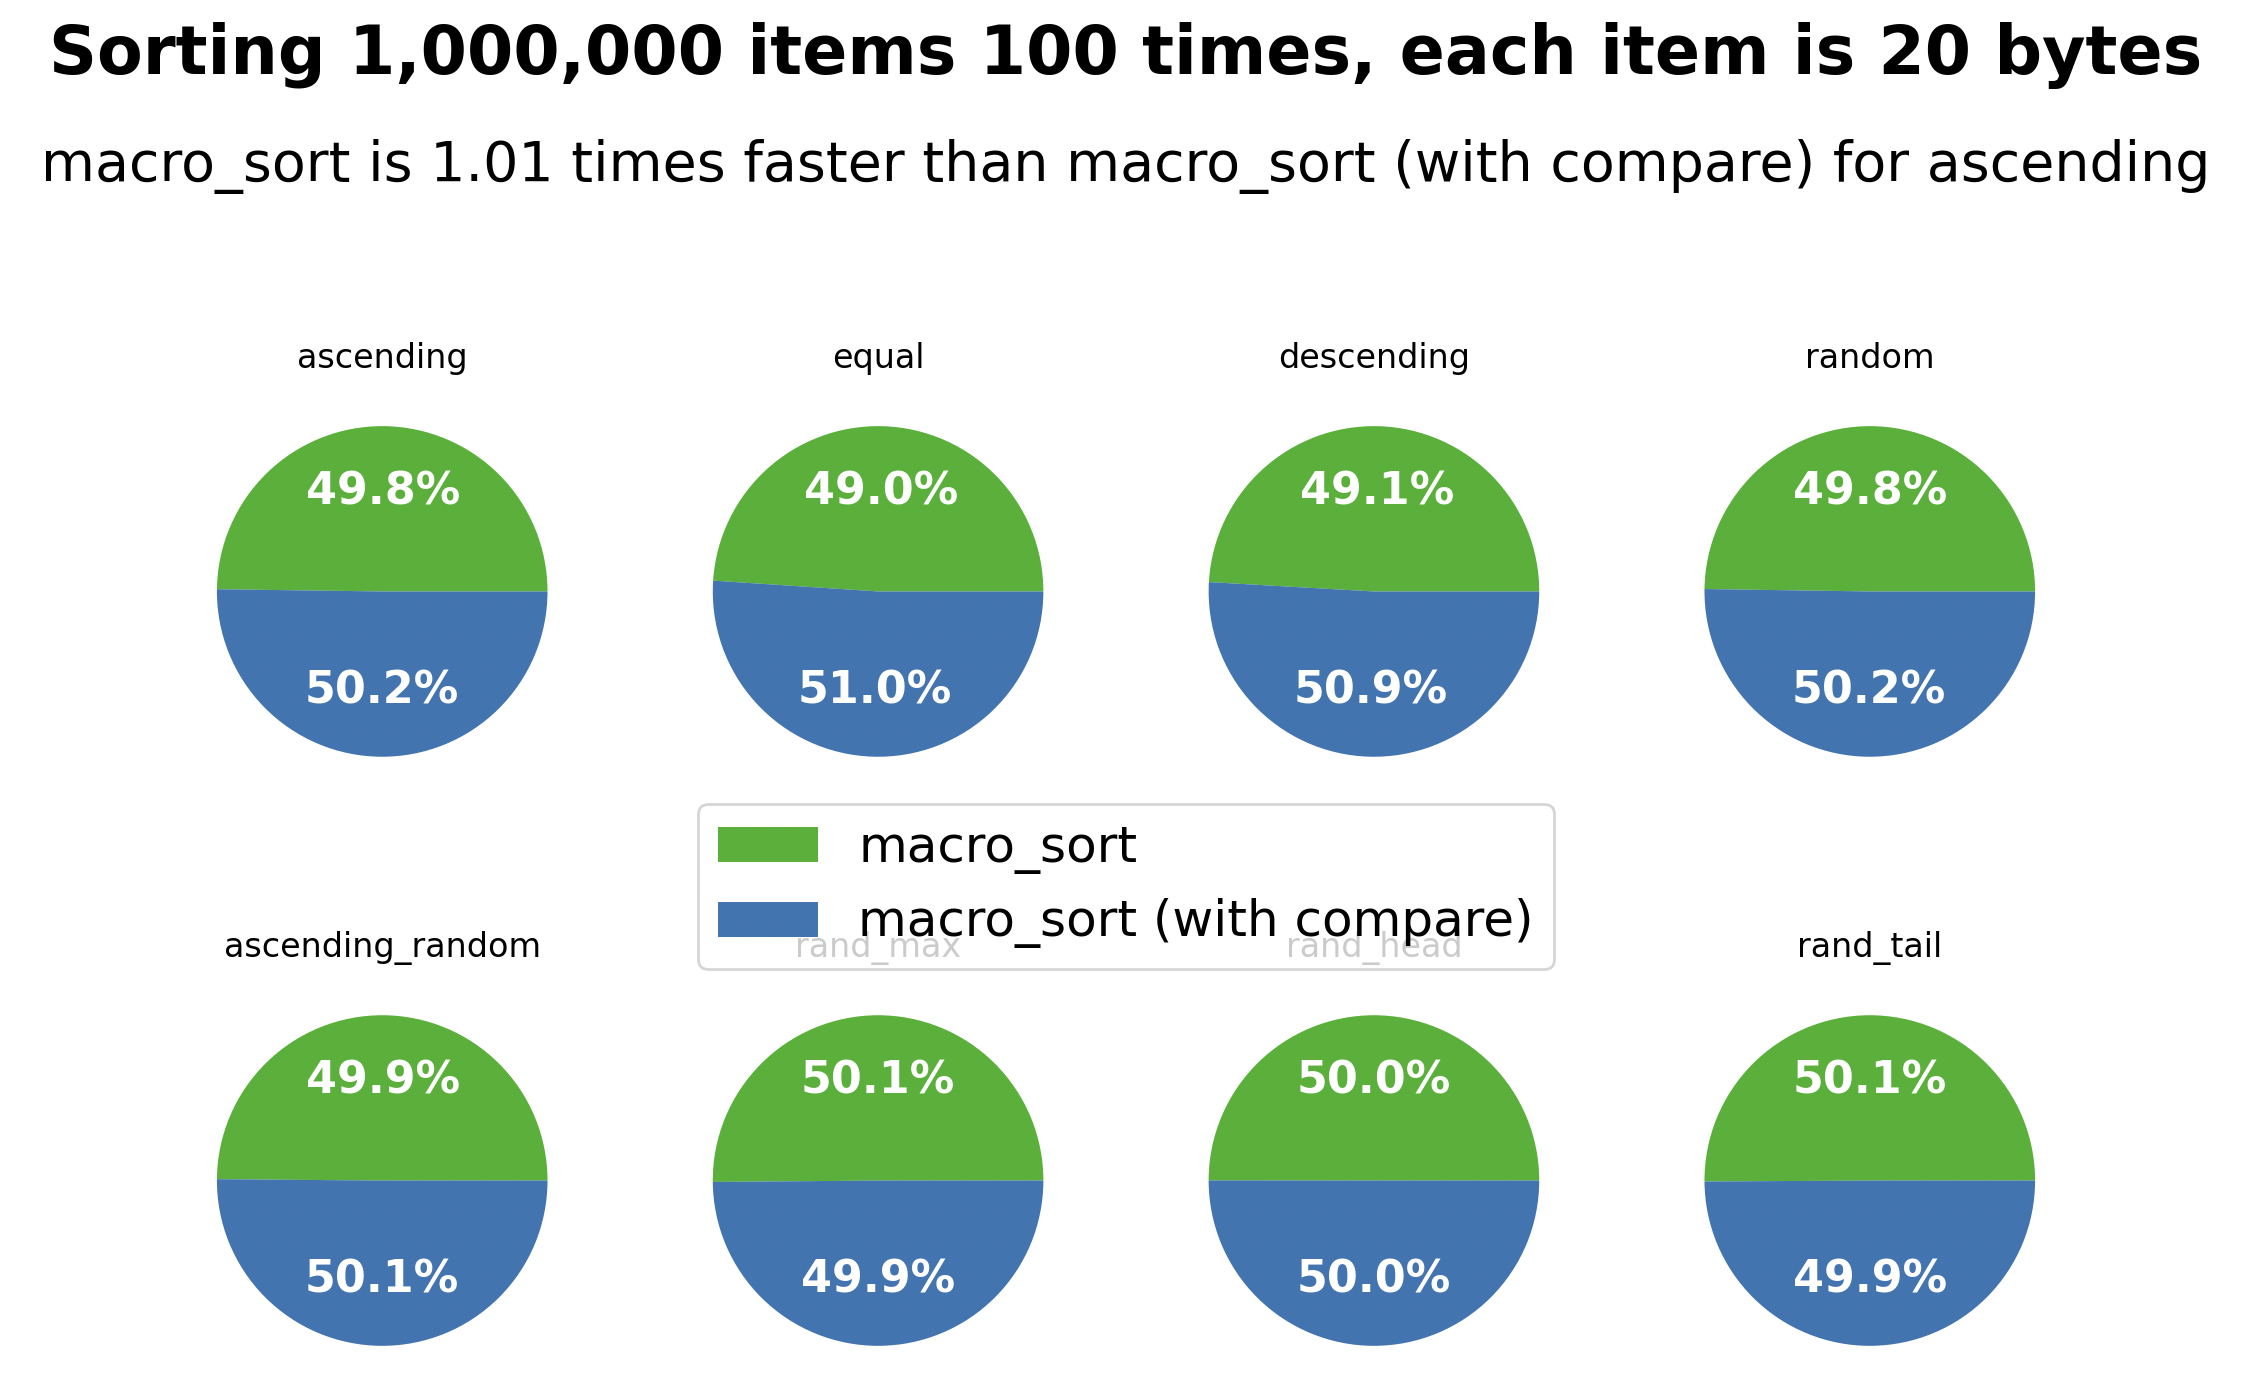 Sorting 1,000,000 items 100 times, each item is 20 bytes
macro_sort is 1.01 times faster than macro_sort (with compare) for ascending
ascending
equal
descending
random
49.8%
49.0%
49.1%
49.8%
50.2%
51.0%
50.9%
50.2%
macro_sort
macro_sort (with compare)
ascending_random
rand_max
rand_head
rand_tail
49.9%
50.1%
50.0%
50.1%
50.1%
49.9%
50.0%
49.9%